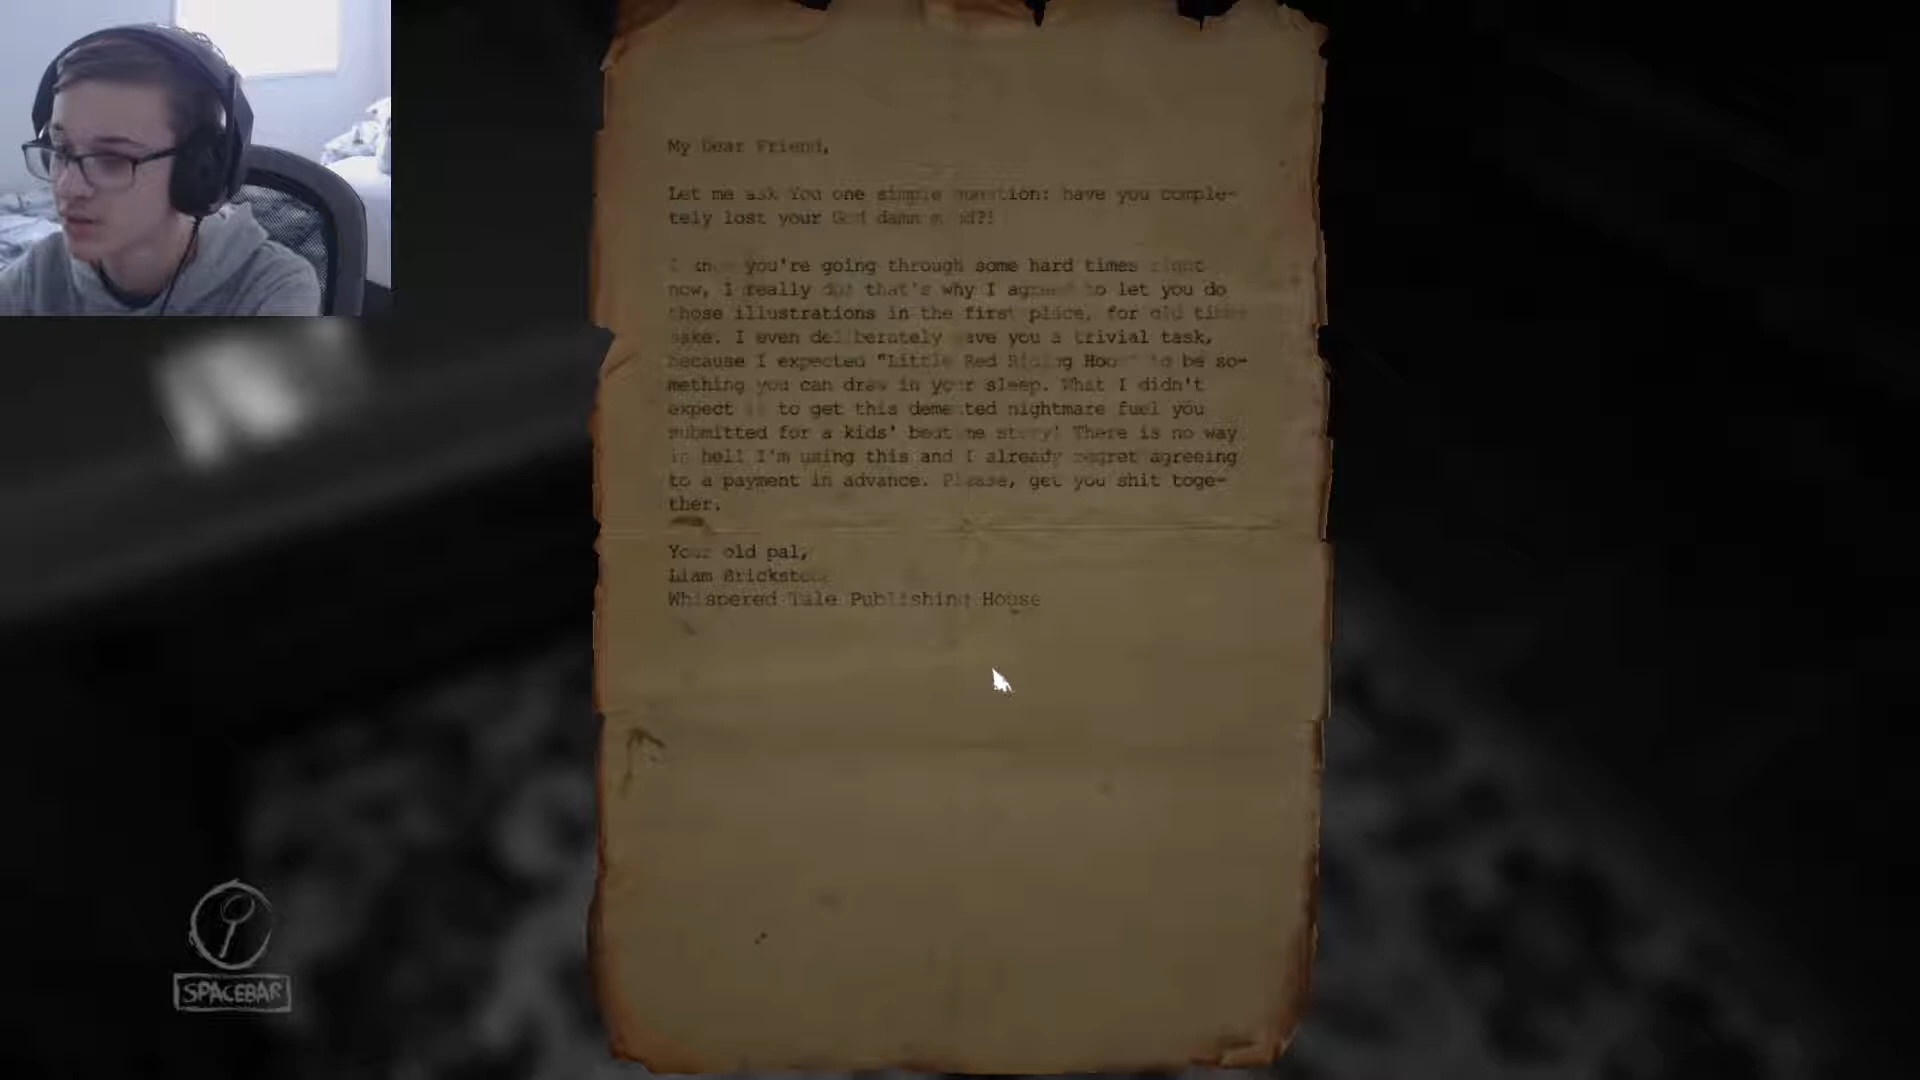 My Dear Friend,
Let me ask You one simple question: have you comple-
tely lost your God damn mind?!
I know you're going through some hard times right
now, I really do; that's why I agreed to let you do
those illustrations in the first place, for old times
sake. I even deliberately gave you a trivial task,
because I expected "Little Red Riding Hood" to be so-
mething you can draw in your sleep. What I didn't
expect is to get this demented nightmare fuel you
submitted for a kids' bedtime story! There is no way
in hell I'm using this and I already regret agreeing
to a payment in advance. Please, get you shit toge-
ther.
Your old pal,
Liam
Whispered Tale Publishing House
SPACEBAR